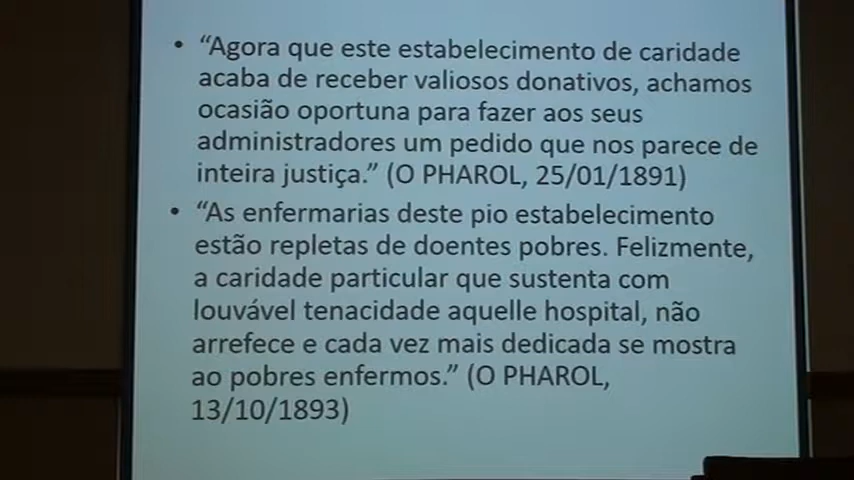 • “Agora que este estabelecimento de caridade
acaba de receber valiosos donativos, achamos
ocasião oportuna para fazer aos seus
administradores um pedido que nos parece de
inteira justiça.” (O PHAROL, 25/01/1891)
• “As enfermarias deste pio estabelecimento
estão repletas de doentes pobres. Felizmente,
a caridade particular que sustenta com
louvável tenacidade aquelle hospital, não
arrefece e cada vez mais dedicada se mostra
ao pobres enfermos.” (O PHAROL,
13/10/1893)